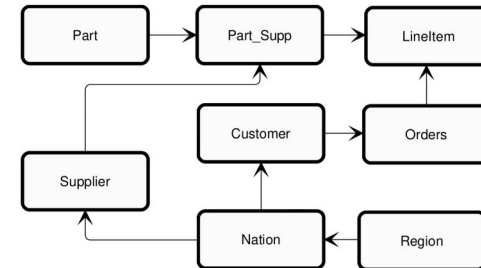 Part
Part_Supp
LineItem
Customer
Orders
Supplier
Nation
Region